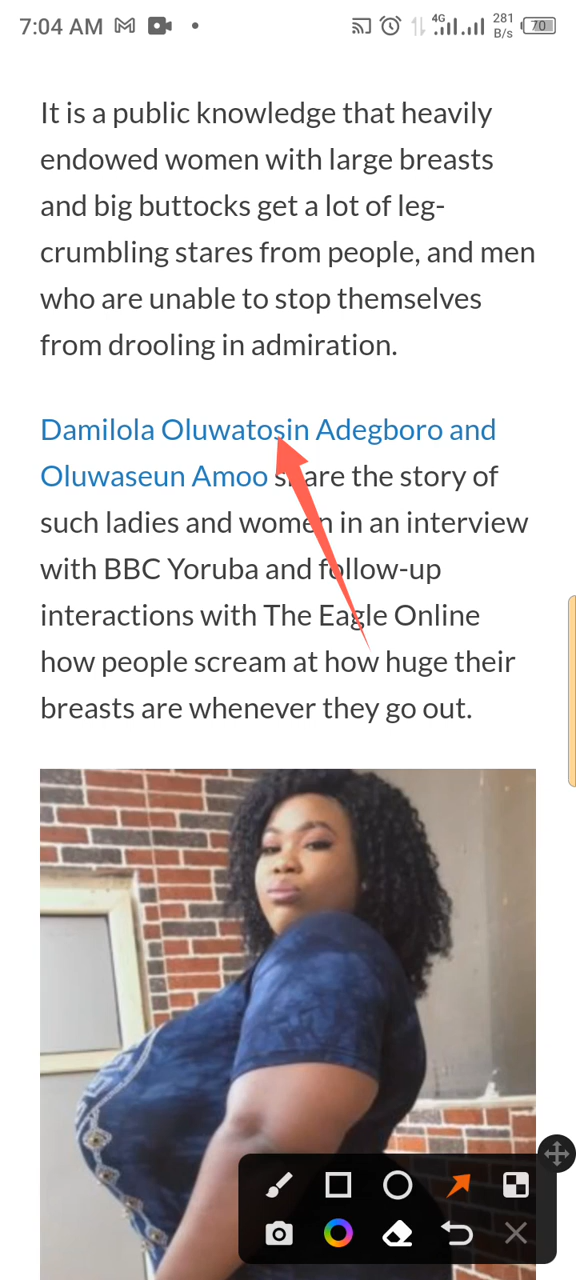 7:04 AM
4G
281
B/s
70
It is a public knowledge that heavily
endowed women with large breasts
and big buttocks get a lot of leg-
crumbling stares from people, and men
who are unable to stop themselves
from drooling in admiration.
Damilola Oluwatosin Adegboro and
Oluwaseun Amoo share the story of
such ladies and women in an interview
with BBC Yoruba and follow-up
interactions with The Eagle Online
how people scream at how huge their
breasts are whenever they go out.